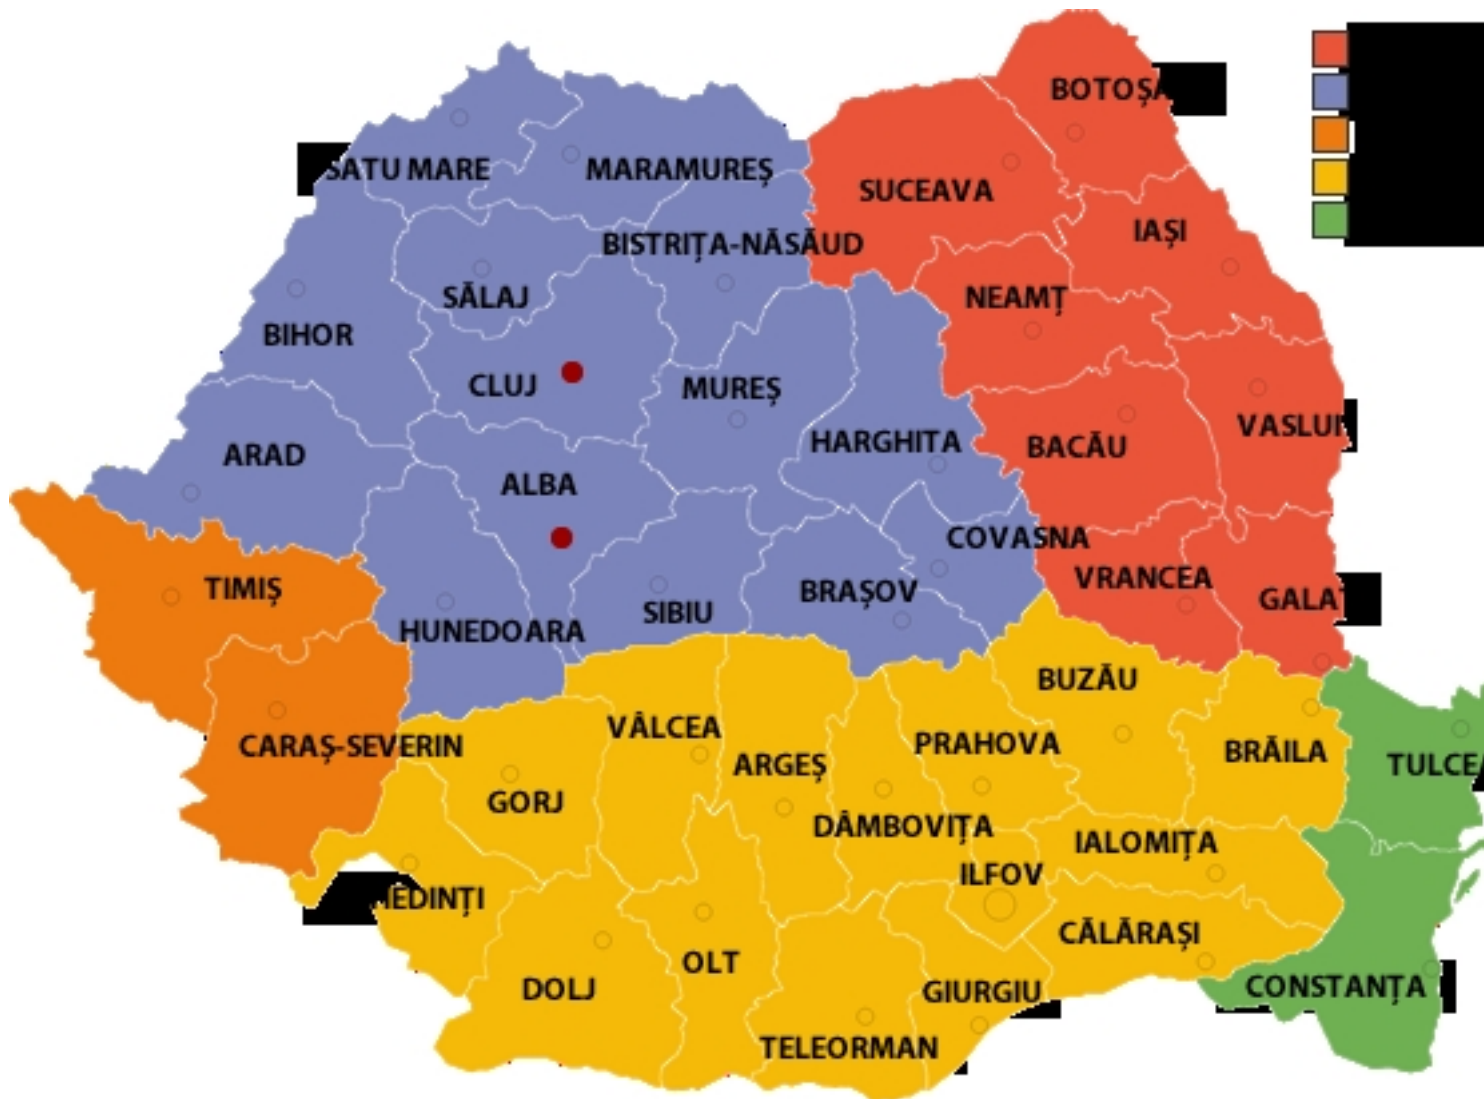 BOTOȘA
SATU MARE
MARAMUREȘ
SUCEAVA
IAȘI
BISTRIȚA-NĂSĂUD
SĂLAJ
NEAMȚ
BIHOR
CLUJ
MUREȘ
VASLUI
HARGHITA
BACĂU
ARAD
ALBA
COVASNA
VRANCEA
TIMIȘ
BRAȘOV
GALAȚ
SIBIU
HUNEDOARA
BUZĂU
VÂLCEA
PRAHOVA
CARAȘ-SEVERIN
BRĂILA
ARGEȘ
TULCEA
GORJ
DÂMBOVIȚA
IALOMIȚA
ILFOV
MEDINȚI
CĂLĂRAȘI
OLT
DOLJ
GIURGIU
CONSTANȚA
TELEORMAN